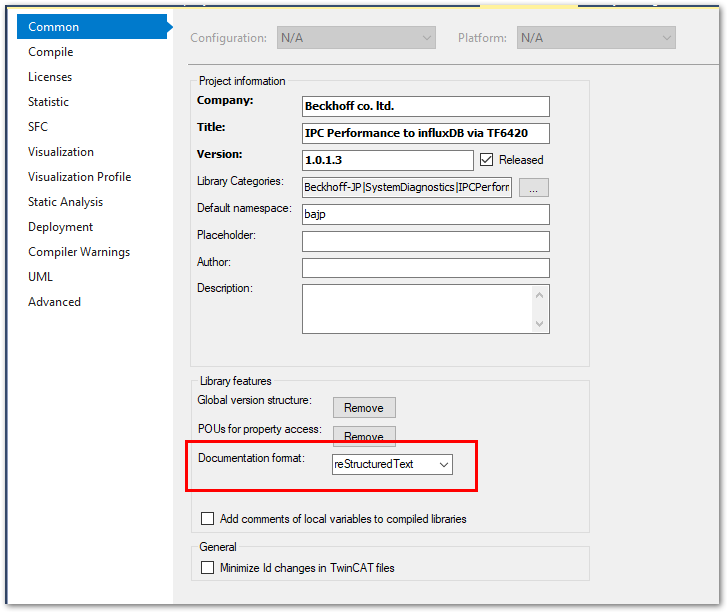 Common
Compile
Licenses
Statistic
SFC
Visualization
Visualization Profile
Static Analysis
Deployment
Compiler Warnings
UML
Advanced
Configuration: N/A Platform: N/A
Project information
Company: Beckhoff co. ltd.
Title: IPC Performance to influxDB via TF6420
Version: 1.0.1.3 Released
Library Categories: Beckhoff-JP|SystemDiagnostics|IPCPerforn ...
Default namespace: bajp
Placeholder:
Author:
Description:
Library features
Global version structure: Remove
POUs for property access: Remove
Documentation format: reStructuredText
Add comments of local variables to compiled libraries
General
Minimize Id changes in TwinCAT files